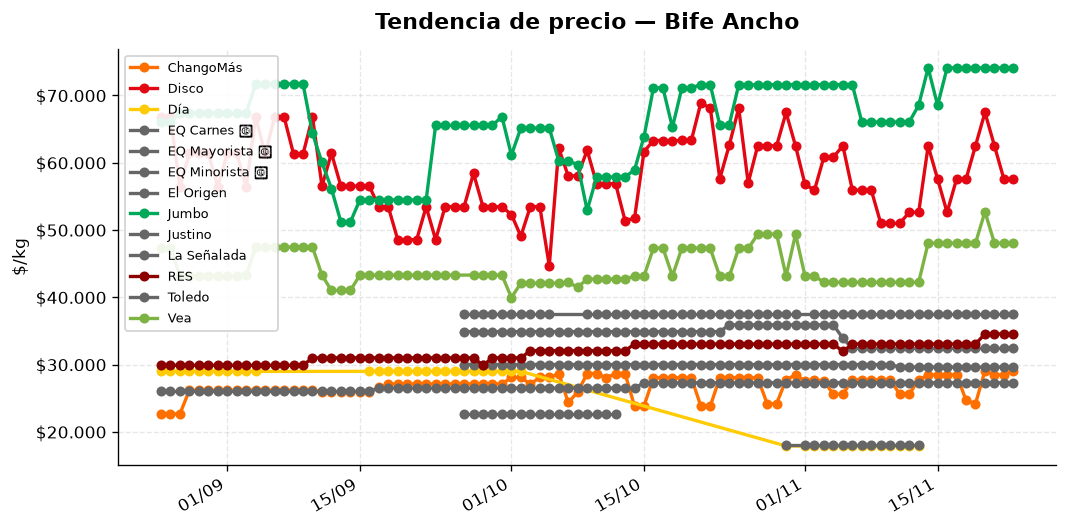 Tendencia de precio — Bife Ancho
$/kg
$70.000
$60.000
$50.000
$40.000
$30.000
$20.000
ChangoMás
Disco
Día
EQ Carnes
EQ Mayorista
EQ Minorista
El Origen
Jumbo
Justino
La Señalada
RES
Toledo
Vea
01/09
15/09
01/10
15/10
01/11
15/11